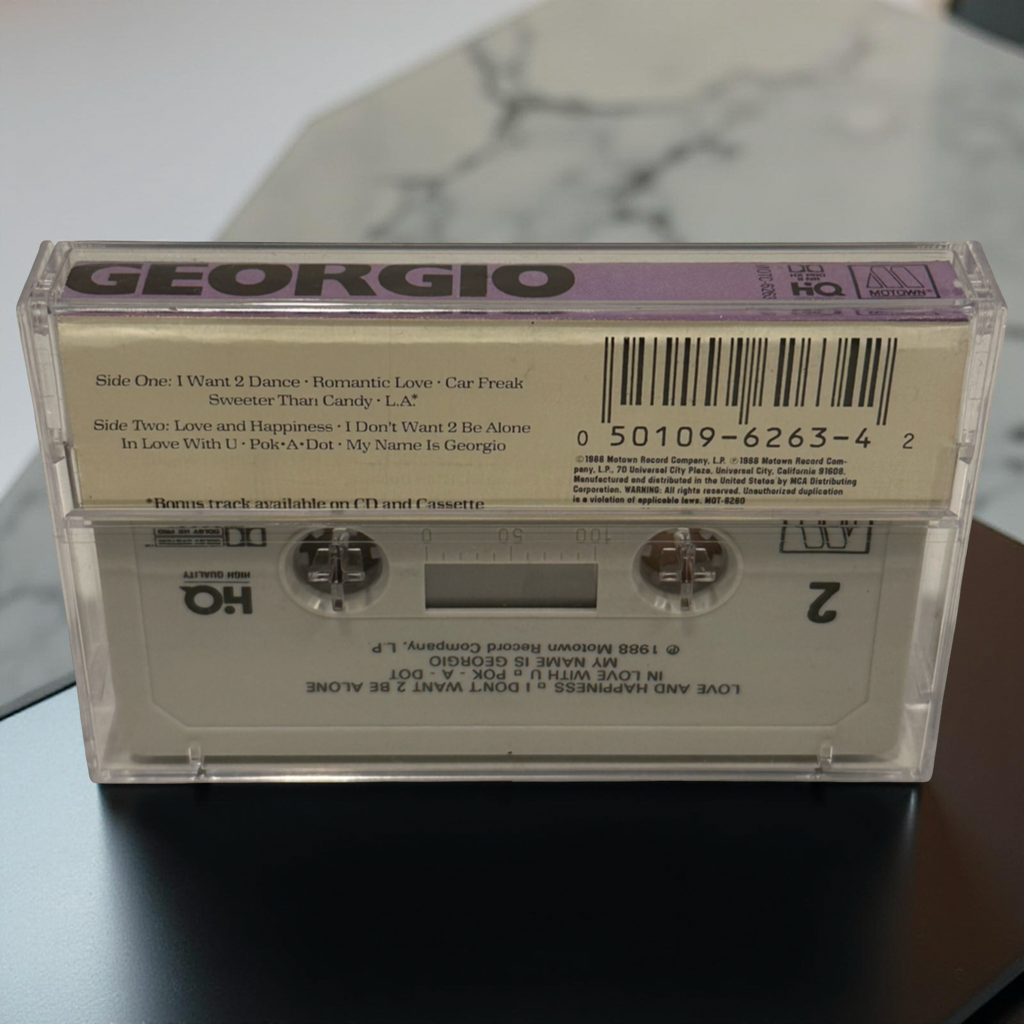 GEORGIO
HQ
MOTOWN™
Side One: I Want 2 Dance · Romantic Love · Car Freak
Sweeter Than Candy · L.A.*
Side Two: Love and Happiness · I Don't Want 2 Be Alone
In Love With U · Pok·A·Dot · My Name Is Georgio
*Bonus track available on CD and Cassette
0 50109-6263-4 2
©1988 Motown Record Company, L.P. ℗1988 Motown Record Com-
pany, L.P., 70 Universal City Plaza, Universal City, California 91608.
Manufactured and distributed in the United States by MCA Distributing
Corporation. WARNING: All rights reserved. Unauthorized duplication
is a violation of applicable laws. MOT-6260
0 50 100
HQ
HIGH QUALITY
2
LOVE AND HAPPINESS I DON'T WANT 2 BE ALONE
IN LOVE WITH U POK - A - DOT
MY NAME IS GEORGIO
℗ 1988 Motown Record Company, L.P